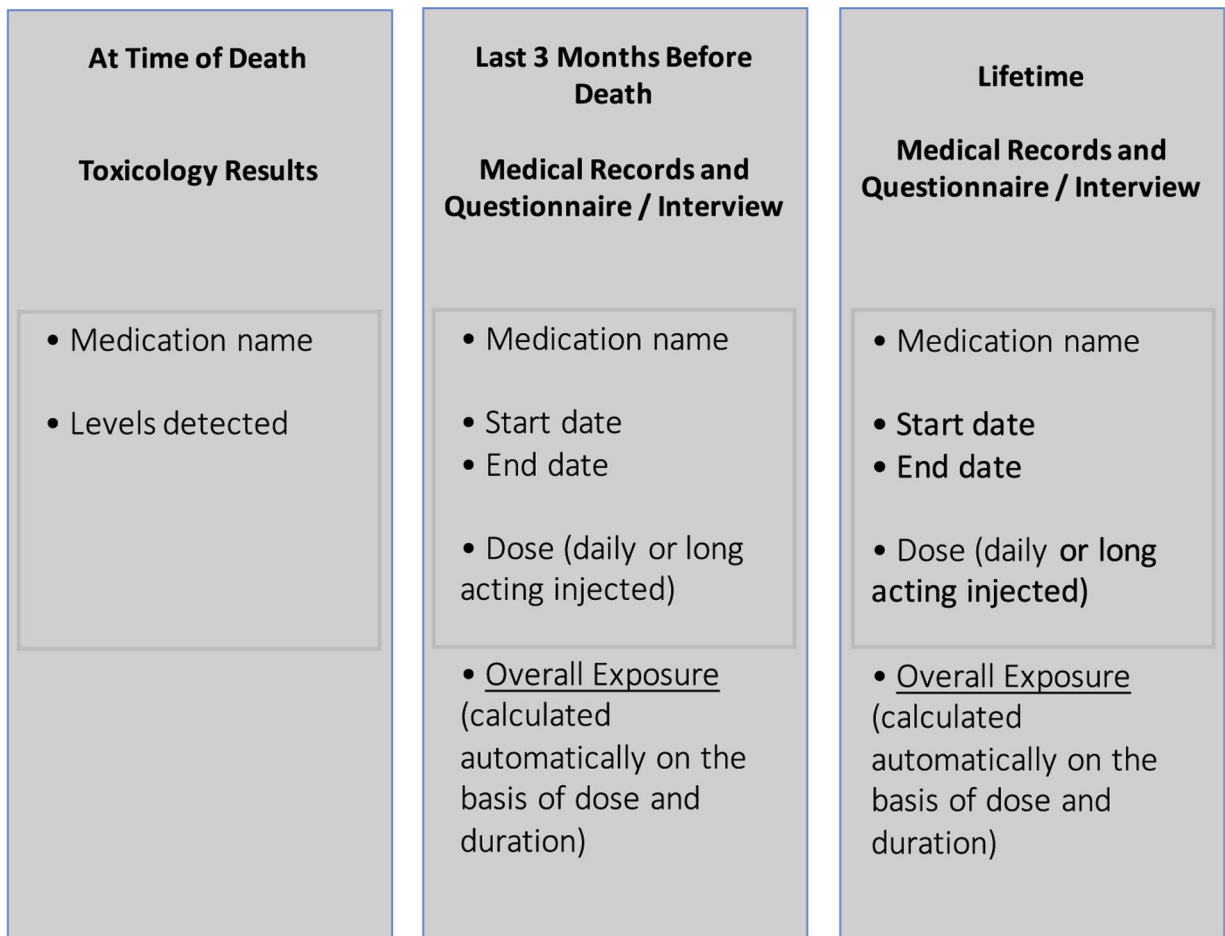 At Time of Death
Toxicology Results
• Medication name
• Levels detected
Last 3 Months Before
Death
Medical Records and
Questionnaire / Interview
• Medication name
• Start date
• End date
• Dose (daily or long
acting injected)
• Overall Exposure
(calculated
automatically on the
basis of dose and
duration)
Lifetime
Medical Records and
Questionnaire / Interview
• Medication name
• Start date
• End date
• Dose (daily or long
acting injected)
• Overall Exposure
(calculated
automatically on the
basis of dose and
duration)